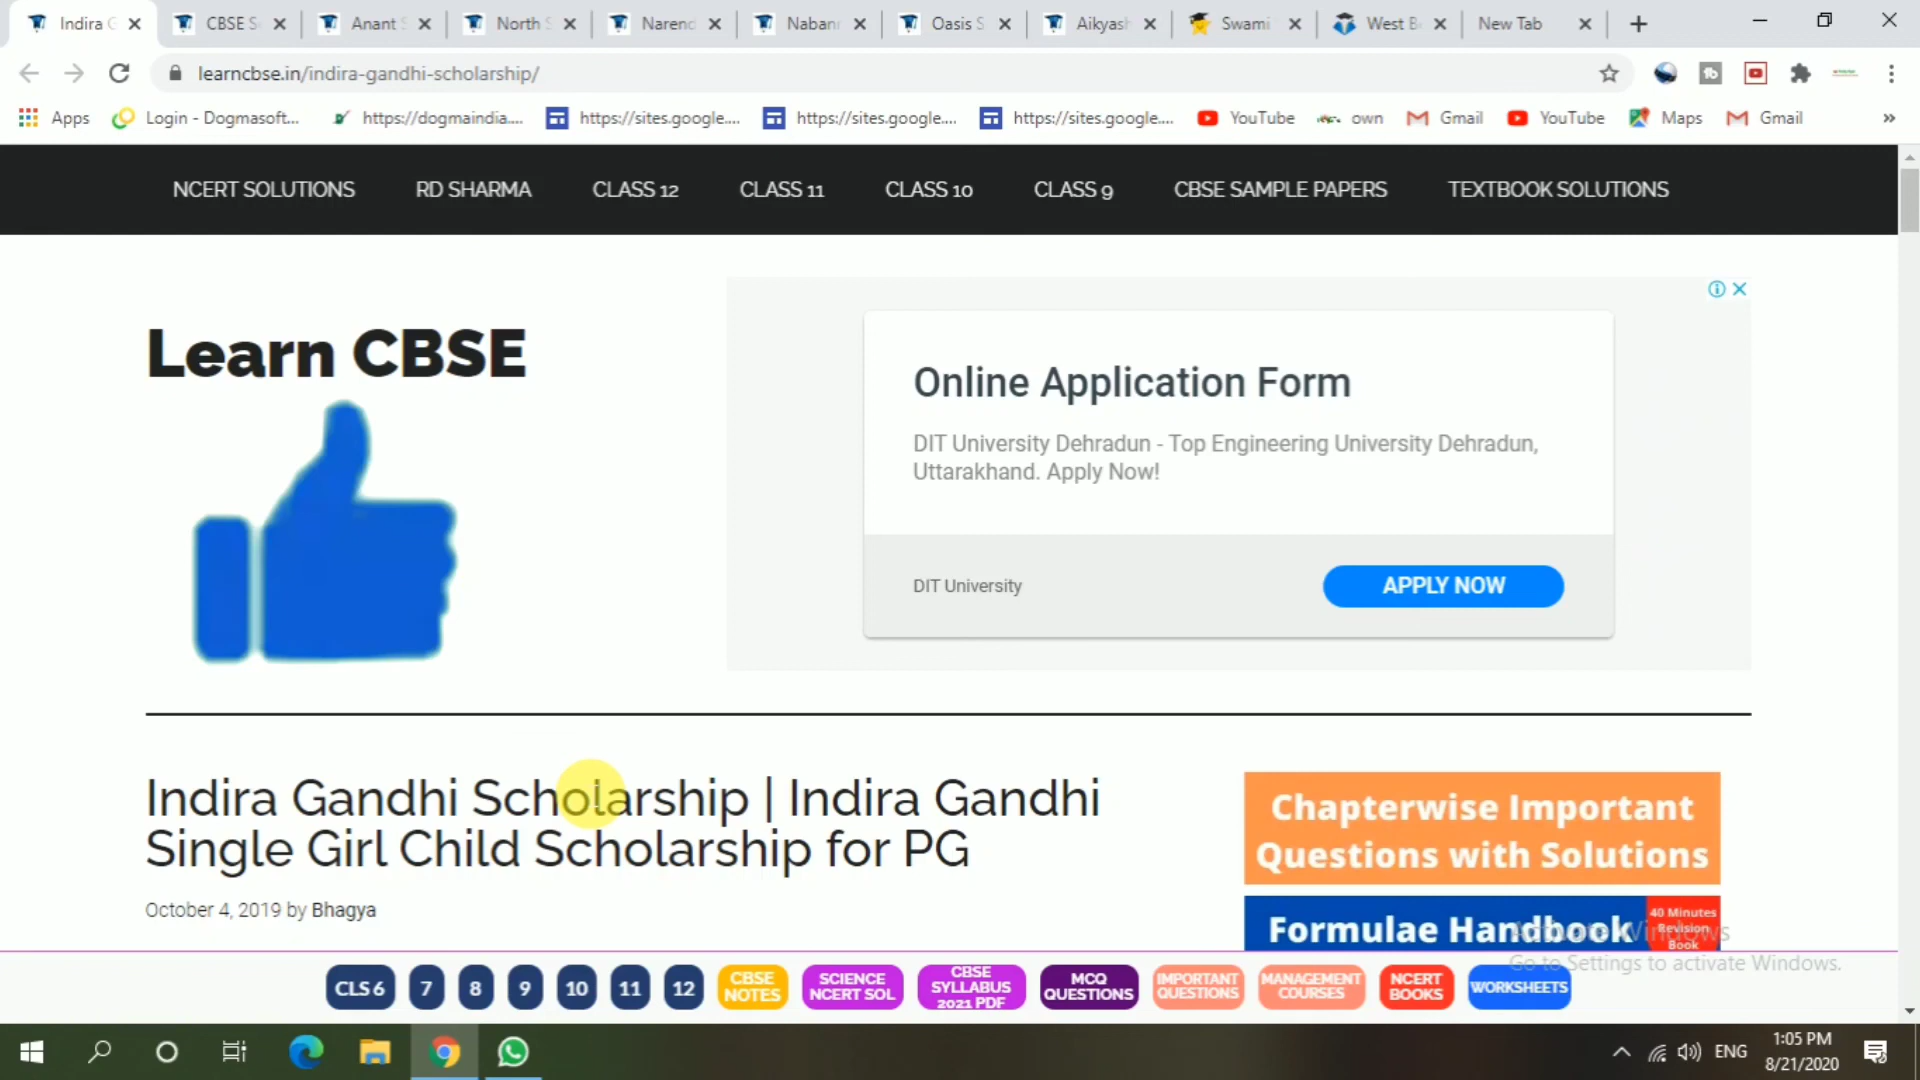 Indira G
CBSE S
Anant S
North S
Narend
Naban
Oasis S
Aikyash
Swami
West Be
New Tab
learncbse.in/indira-gandhi-scholarship/
Apps
Login - Dogmasoft...
https://dogmaindia....
https://sites.google....
https://sites.google....
https://sites.google....
YouTube
own
Gmail
YouTube
Maps
Gmail
»
NCERT SOLUTIONS
RD SHARMA
CLASS 12
CLASS 11
CLASS 10
CLASS 9
CBSE SAMPLE PAPERS
TEXTBOOK SOLUTIONS
Learn CBSE
Online Application Form
DIT University Dehradun - Top Engineering University Dehradun,
Uttarakhand. Apply Now!
DIT University
APPLY NOW
Indira Gandhi Scholarship | Indira Gandhi
Single Girl Child Scholarship for PG
October 4, 2019 by Bhagya
Chapterwise Important
Questions with Solutions
Formulae Handbook
40 Minutes
Revision
Book
Activate Windows
Go to Settings to activate Windows.
CLS 6
7
8
9
10
11
12
CBSE
NOTES
SCIENCE
NCERT SOL
CBSE
SYLLABUS
2021 PDF
MCQ
QUESTIONS
IMPORTANT
QUESTIONS
MANAGEMENT
COURSES
NCERT
BOOKS
WORKSHEETS
ENG
1:05 PM
8/21/2020